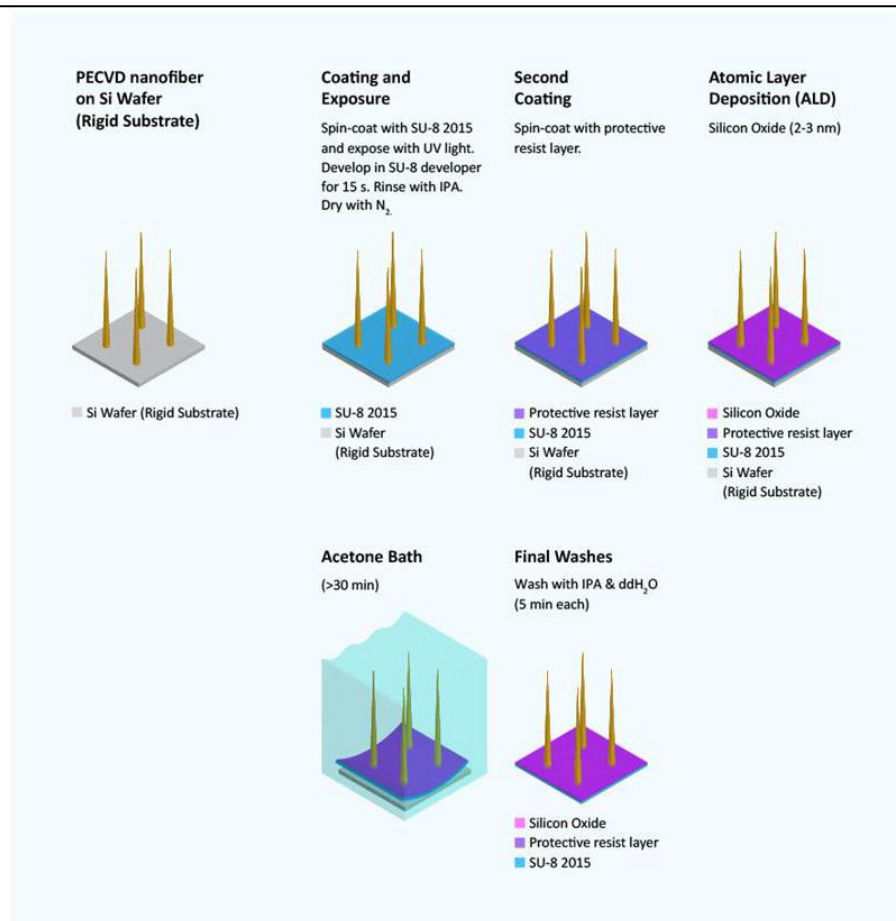 PECVD nanofiber
on Si Wafer
(Rigid Substrate)
Si Wafer (Rigid Substrate)
Coating and
Exposure
Spin-coat with SU-8 2015
and expose with UV light.
Develop in SU-8 developer
for 15 s. Rinse with IPA.
Dry with N₂.
SU-8 2015
Si Wafer
(Rigid Substrate)
Second
Coating
Spin-coat with protective
resist layer.
Protective resist layer
SU-8 2015
Si Wafer
(Rigid Substrate)
Atomic Layer
Deposition (ALD)
Silicon Oxide (2-3 nm)
Silicon Oxide
Protective resist layer
SU-8 2015
Si Wafer
(Rigid Substrate)
Acetone Bath
(>30 min)
Final Washes
Wash with IPA & ddH₂O
(5 min each)
Silicon Oxide
Protective resist layer
SU-8 2015